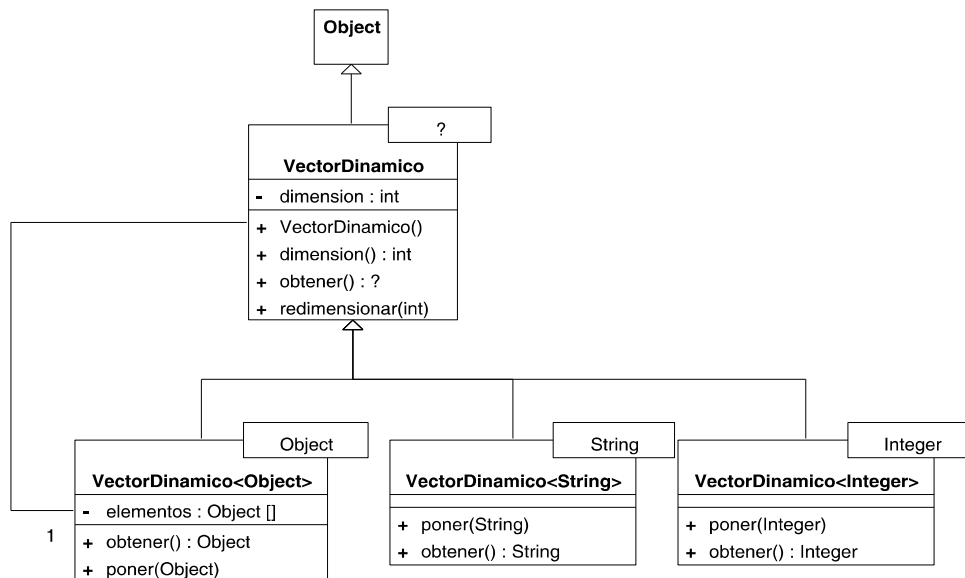 Object
?
VectorDinamico
- dimension : int
+ VectorDinamico()
+ dimension() : int
+ obtener() : ?
+ redimensionar(int)
Object
VectorDinamico<Object>
- elementos : Object []
+ obtener() : Object
+ poner(Object)
1
String
VectorDinamico<String>
+ poner(String)
+ obtener() : String
Integer
VectorDinamico<Integer>
+ poner(Integer)
+ obtener() : Integer